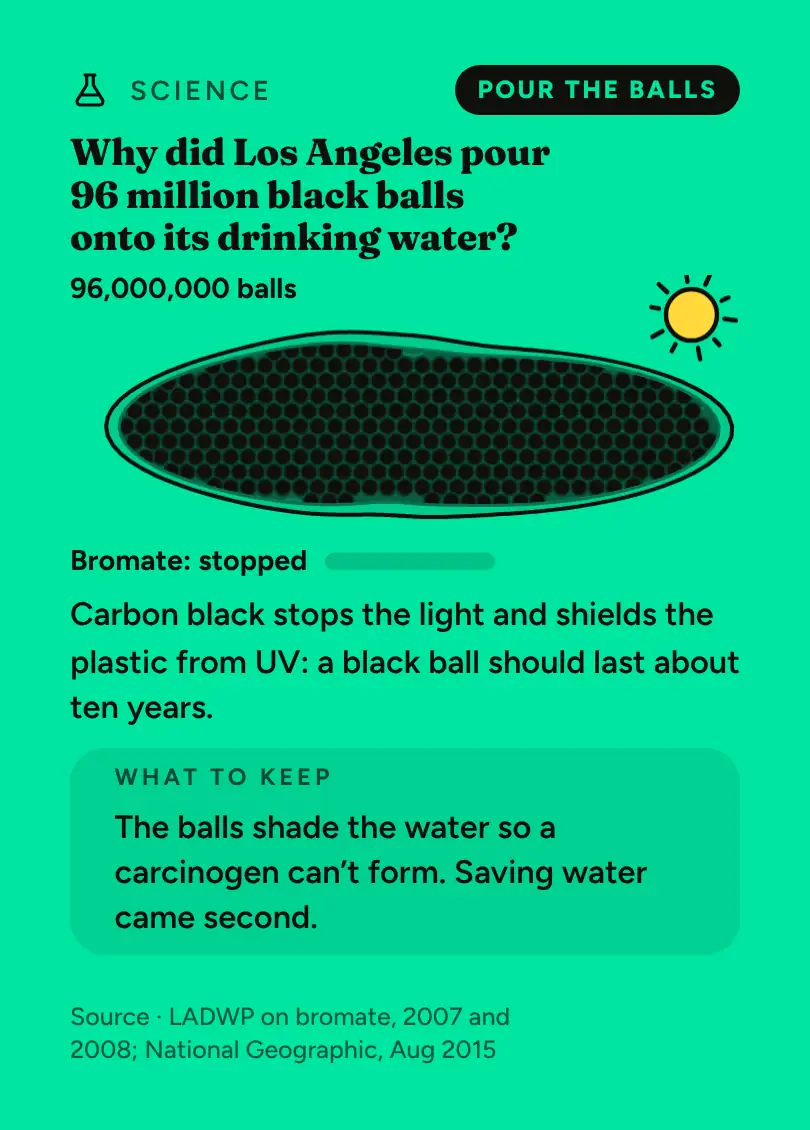 SCIENCE
POUR THE BALLS
Why did Los Angeles pour
96 million black balls
onto its drinking water?
96,000,000 balls
Bromate: stopped
Carbon black stops the light and shields the
plastic from UV: a black ball should last about
ten years.
WHAT TO KEEP
The balls shade the water so a
carcinogen can’t form. Saving water
came second.
Source · LADWP on bromate, 2007 and
2008; National Geographic, Aug 2015